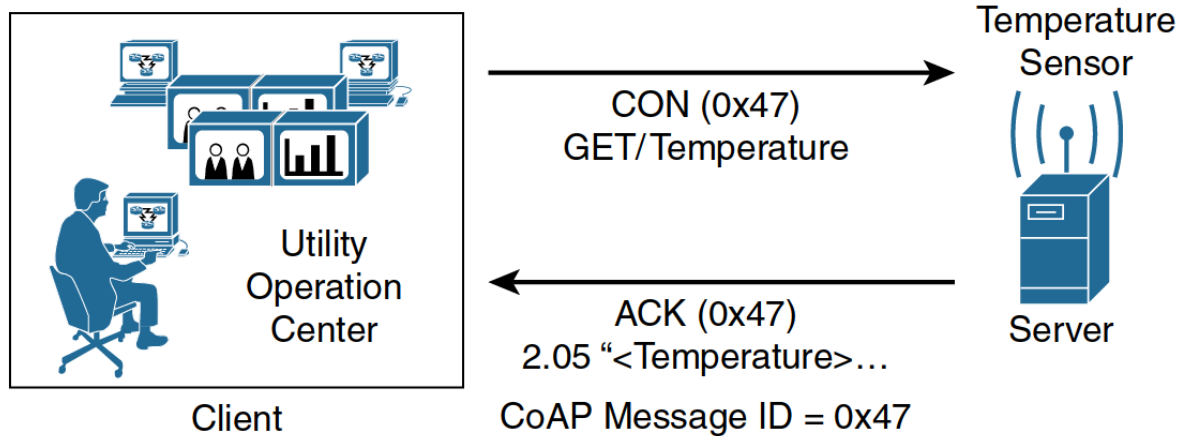 Temperature
Sensor
CON (0x47)
GET/Temperature
Utility
Operation
Center
ACK (0x47)
2.05 “<Temperature>…
Server
Client
CoAP Message ID = 0x47